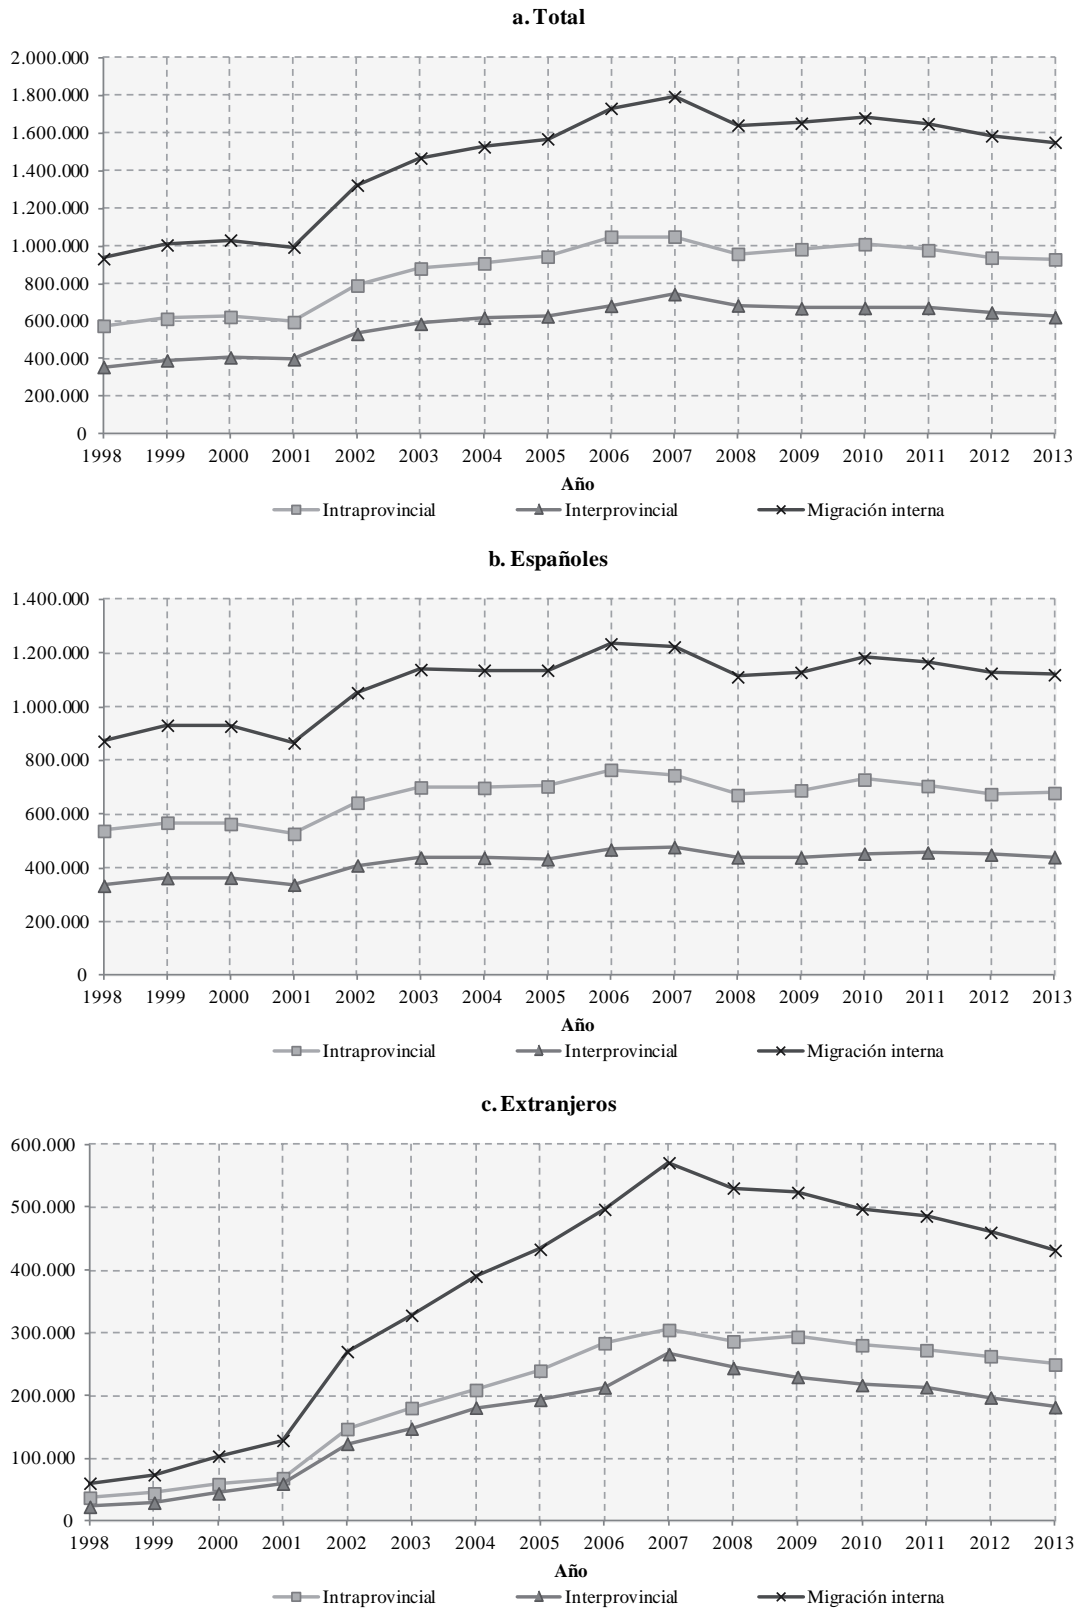 a. Total
2.000.000
1.800.000
1.600.000
1.400.000
1.200.000
1.000.000
800.000
600.000
400.000
200.000
0
1998 1999 2000 2001 2002 2003 2004 2005 2006 2007 2008 2009 2010 2011 2012 2013
Año
Intraprovincial Interprovincial Migración interna
b. Españoles
1.400.000
1.200.000
1.000.000
800.000
600.000
400.000
200.000
0
1998 1999 2000 2001 2002 2003 2004 2005 2006 2007 2008 2009 2010 2011 2012 2013
Año
Intraprovincial Interprovincial Migración interna
c. Extranjeros
600.000
500.000
400.000
300.000
200.000
100.000
0
1998 1999 2000 2001 2002 2003 2004 2005 2006 2007 2008 2009 2010 2011 2012 2013
Año
Intraprovincial Interprovincial Migración interna